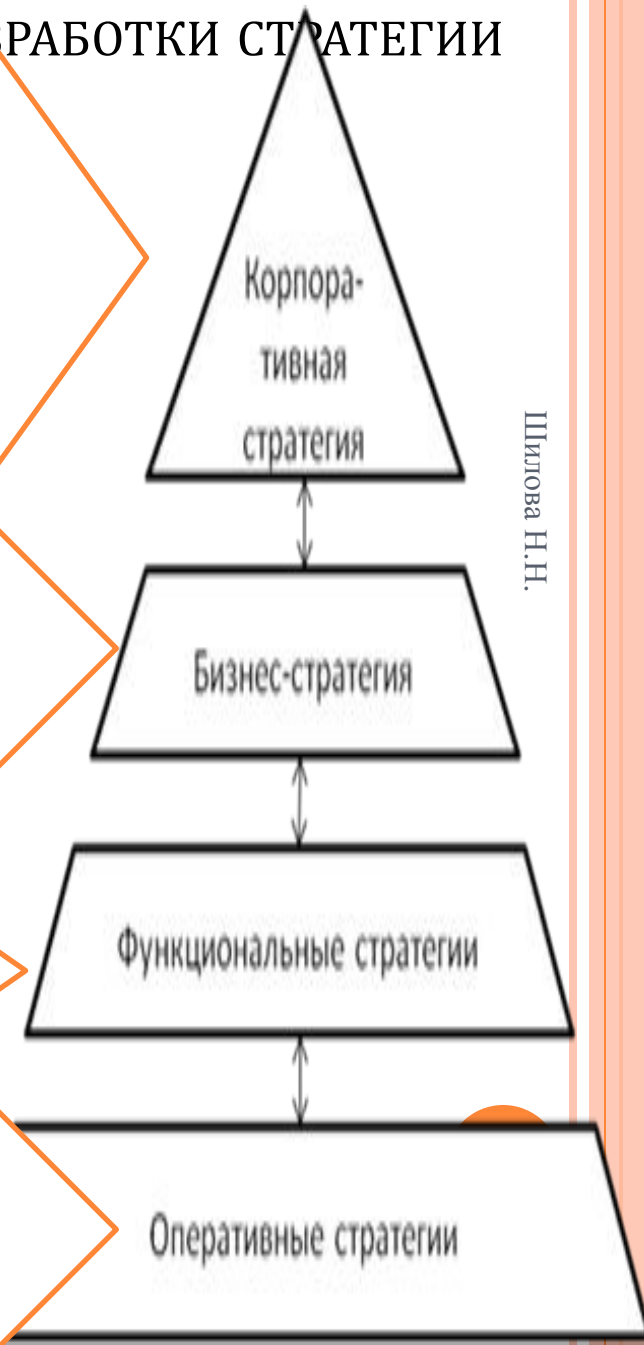 РАБОТКИ СТРАТЕГИИ
Корпора-
тивная
стратегия
Шилова Н.Н.
Бизнес-стратегия
Функциональные стратегии
Оперативные стратегии